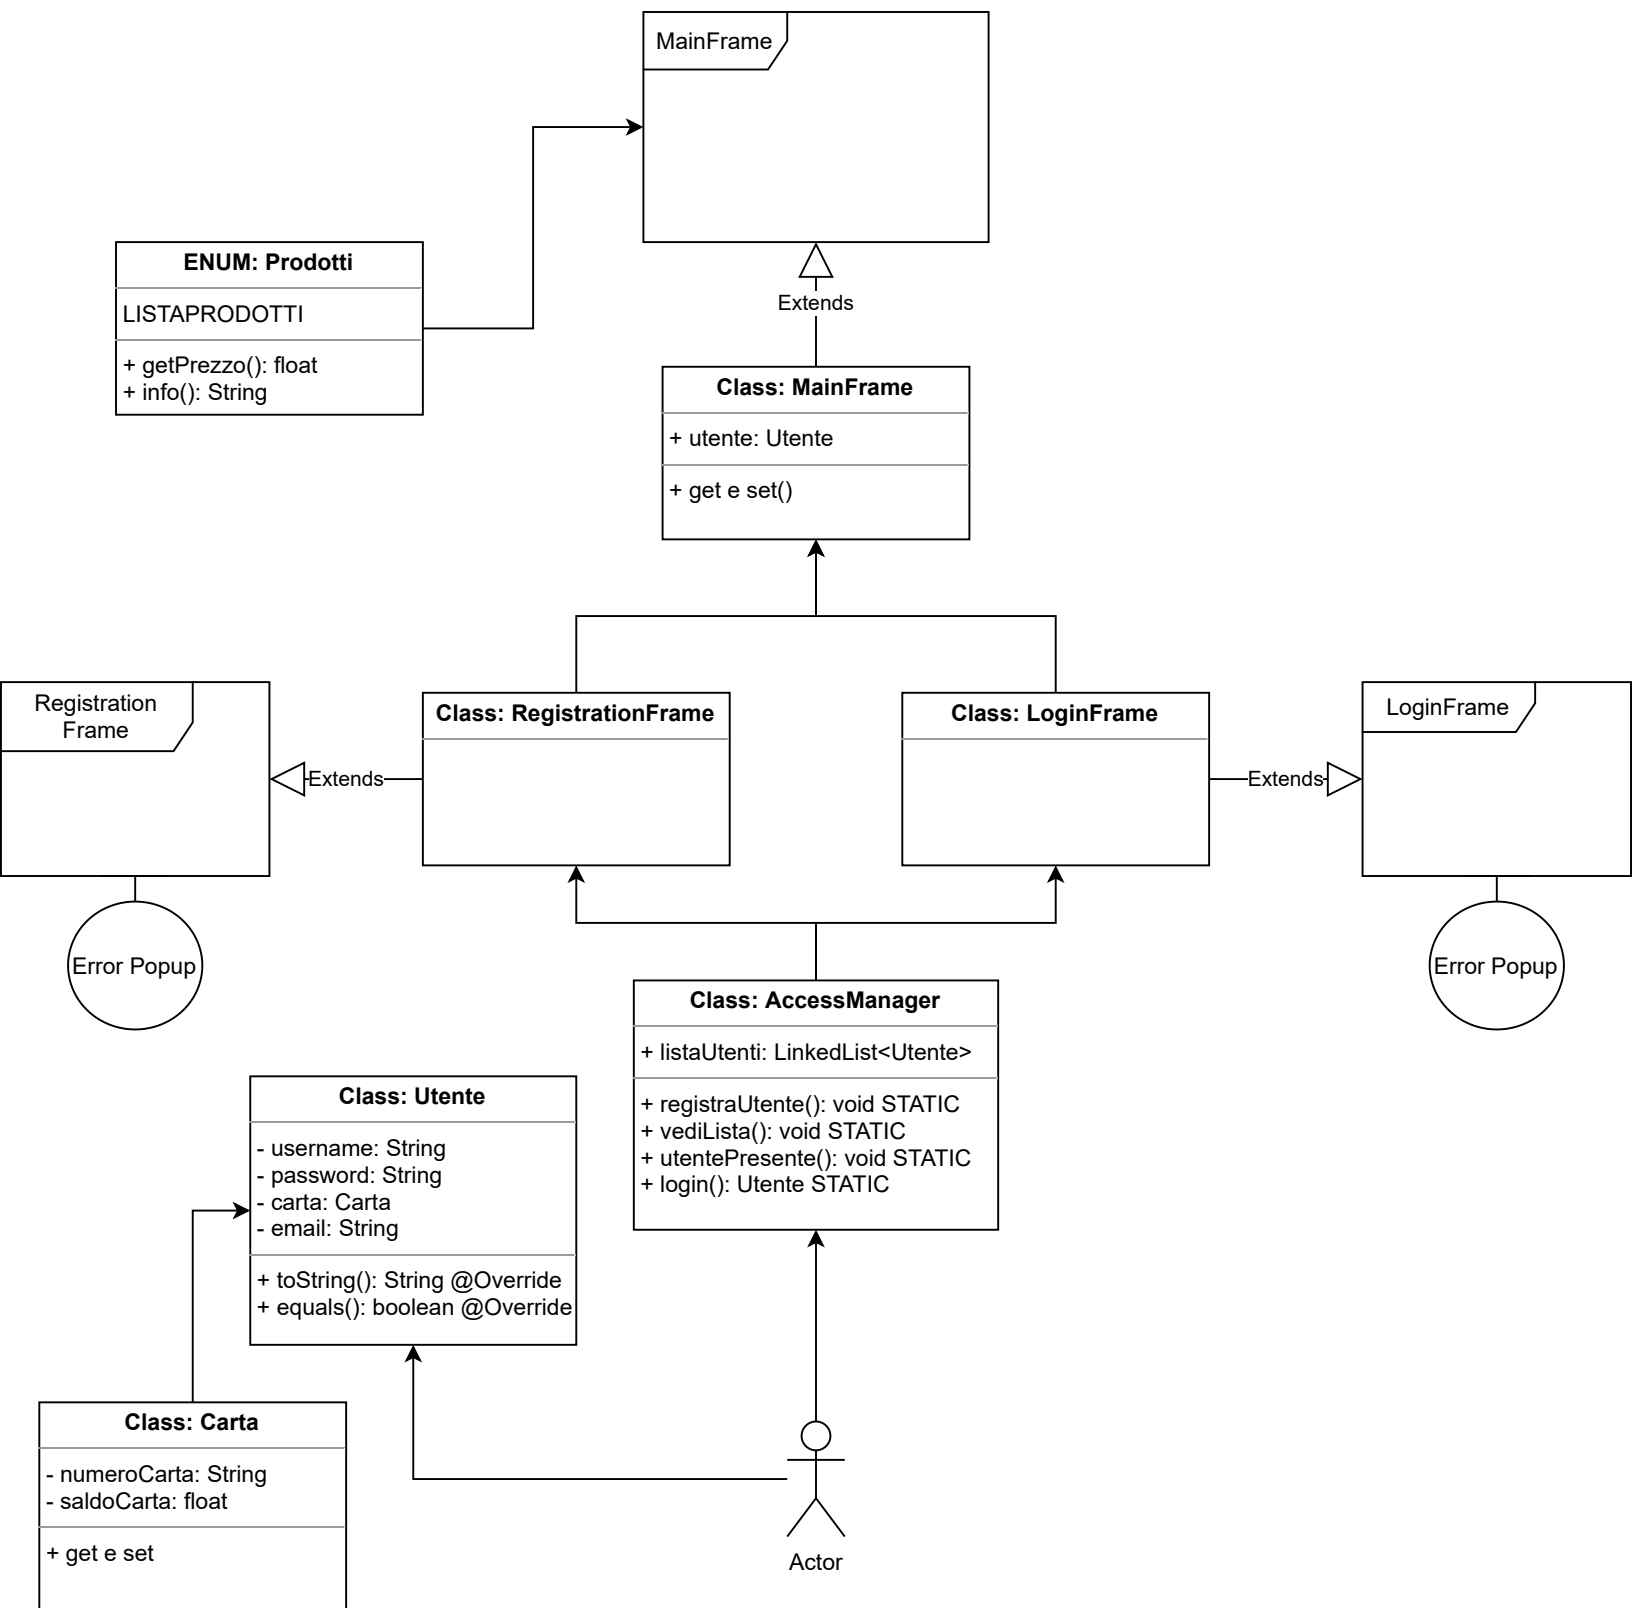 MainFrame
ENUM: Prodotti
LISTAPRODOTTI
+ getPrezzo(): float
+ info(): String
Extends
Class: MainFrame
+ utente: Utente
+ get e set()
Registration
Frame
Extends
Class: RegistrationFrame
Class: LoginFrame
Extends
LoginFrame
Error Popup
Error Popup
Class: AccessManager
+ listaUtenti: LinkedList<Utente>
+ registraUtente(): void STATIC
+ vediLista(): void STATIC
+ utentePresente(): void STATIC
+ login(): Utente STATIC
Class: Utente
- username: String
- password: String
- carta: Carta
- email: String
+ toString(): String @Override
+ equals(): boolean @Override
Class: Carta
- numeroCarta: String
- saldoCarta: float
+ get e set
Actor